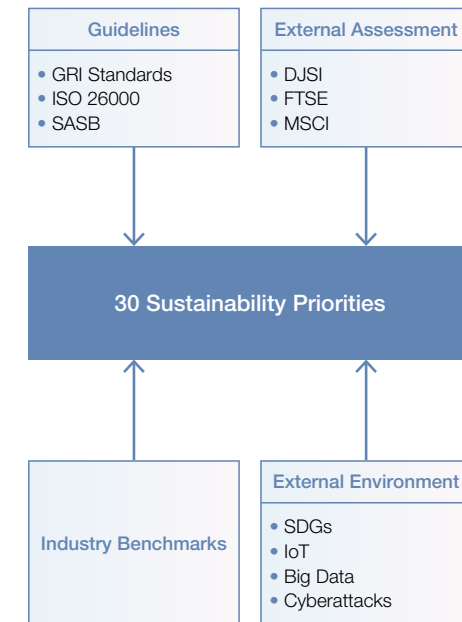 Guidelines
• GRI Standards
• ISO 26000
• SASB
External Assessment
• DJSI
• FTSE
• MSCI
30 Sustainability Priorities
Industry Benchmarks
External Environment
• SDGs
• IoT
• Big Data
• Cyberattacks